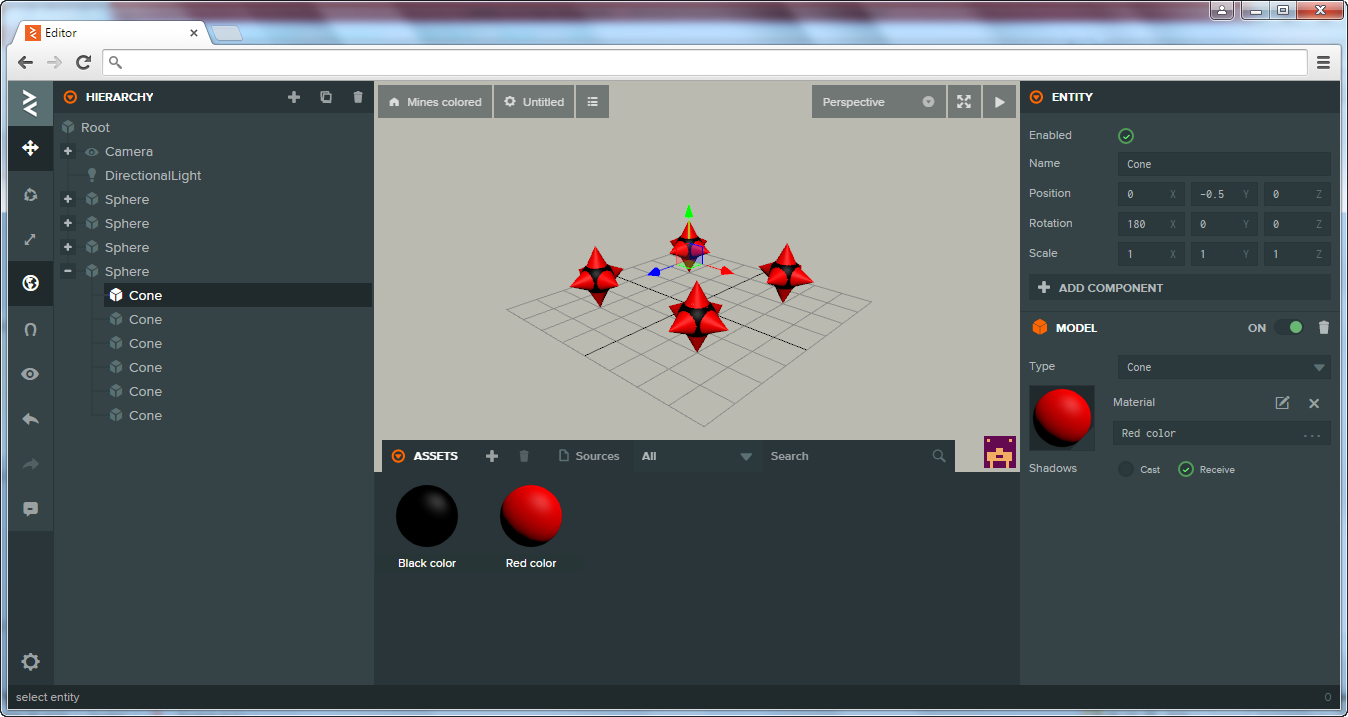 Editor
HIERARCHY
Root
Camera
DirectionalLight
Sphere
Sphere
Sphere
Sphere
Cone
Cone
Cone
Cone
Cone
Cone
select entity
Mines colored
Untitled
Perspective
ASSETS
Sources
All
Search
Black color
Red color
ENTITY
Enabled
Name
Cone
Position
0 X -0.5 Y 0 Z
Rotation
180 X 0 Y 0 Z
Scale
1 X 1 Y 1 Z
ADD COMPONENT
MODEL
ON
Type
Cone
Material
Red color
...
Shadows
Cast
Receive
0